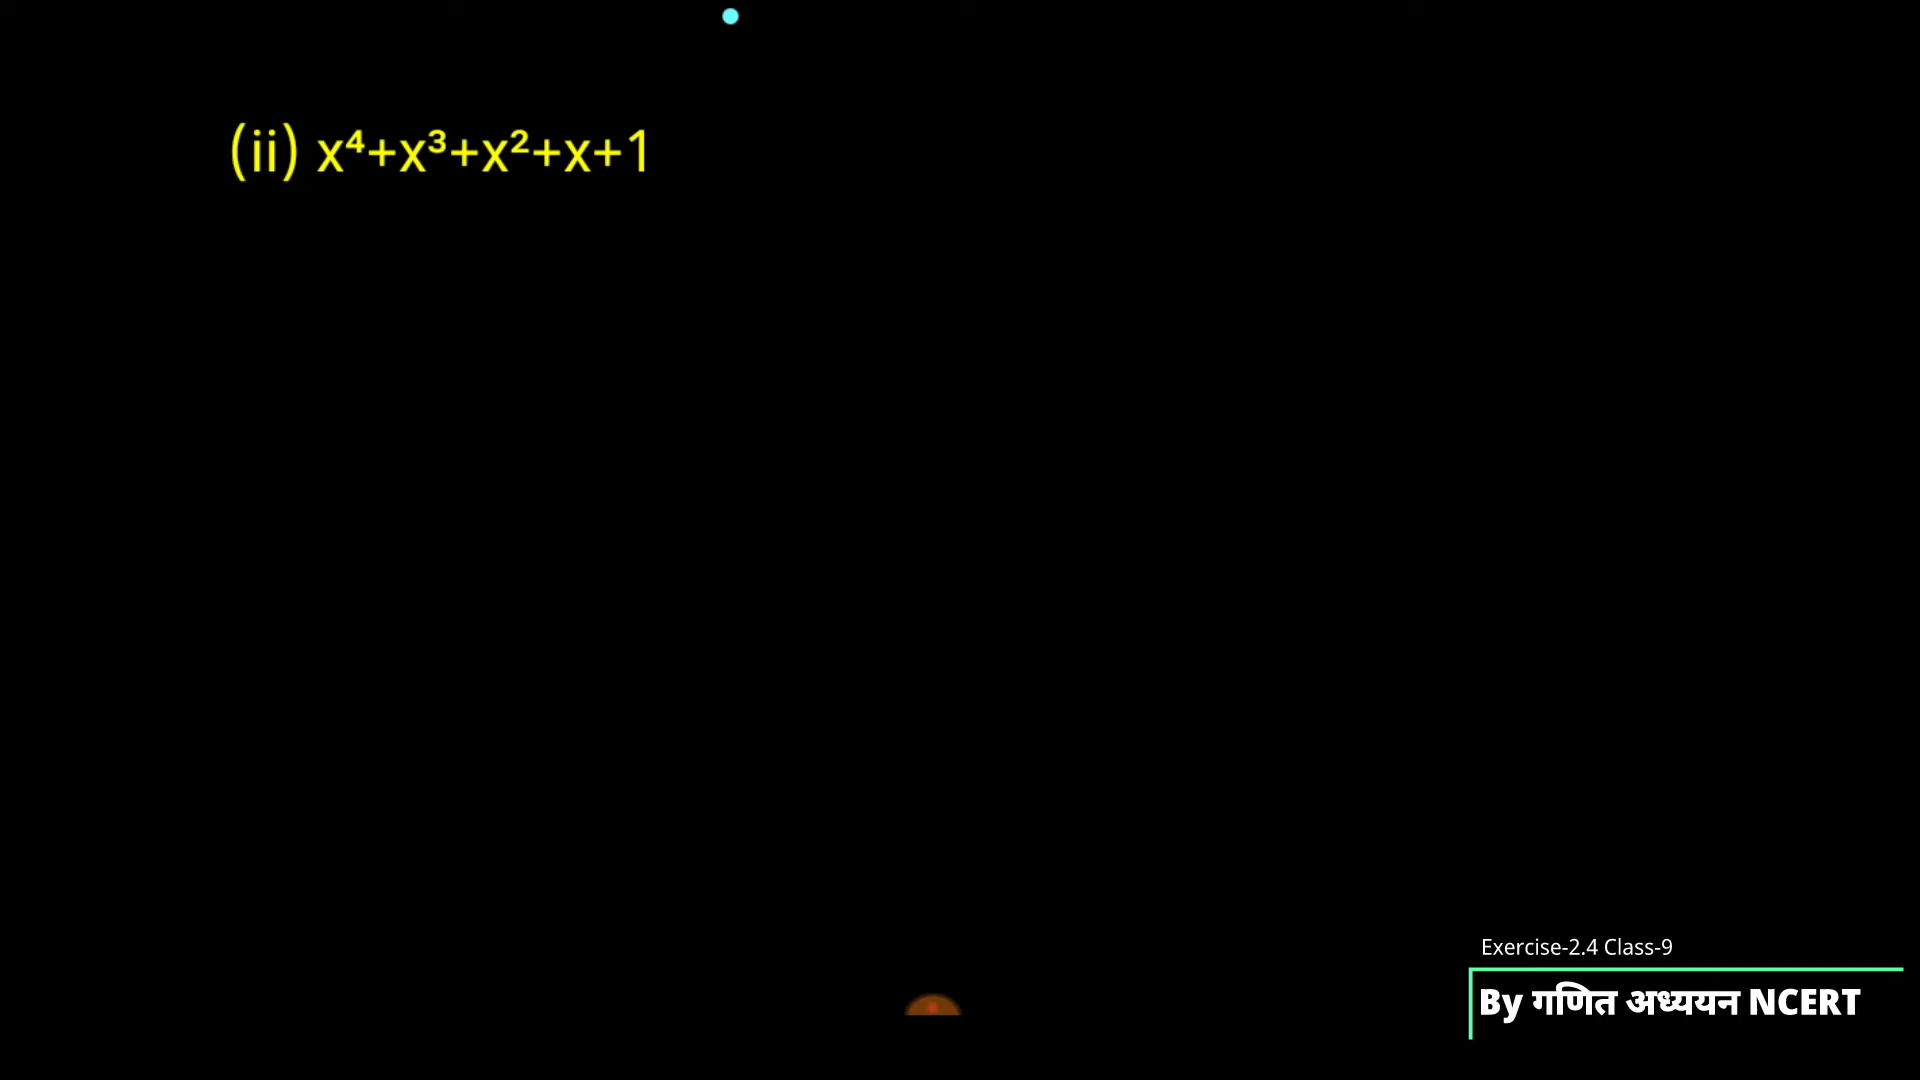 (ii) x⁴+x³+x²+x+1
Exercise-2.4 Class-9
By गणित अध्ययन NCERT